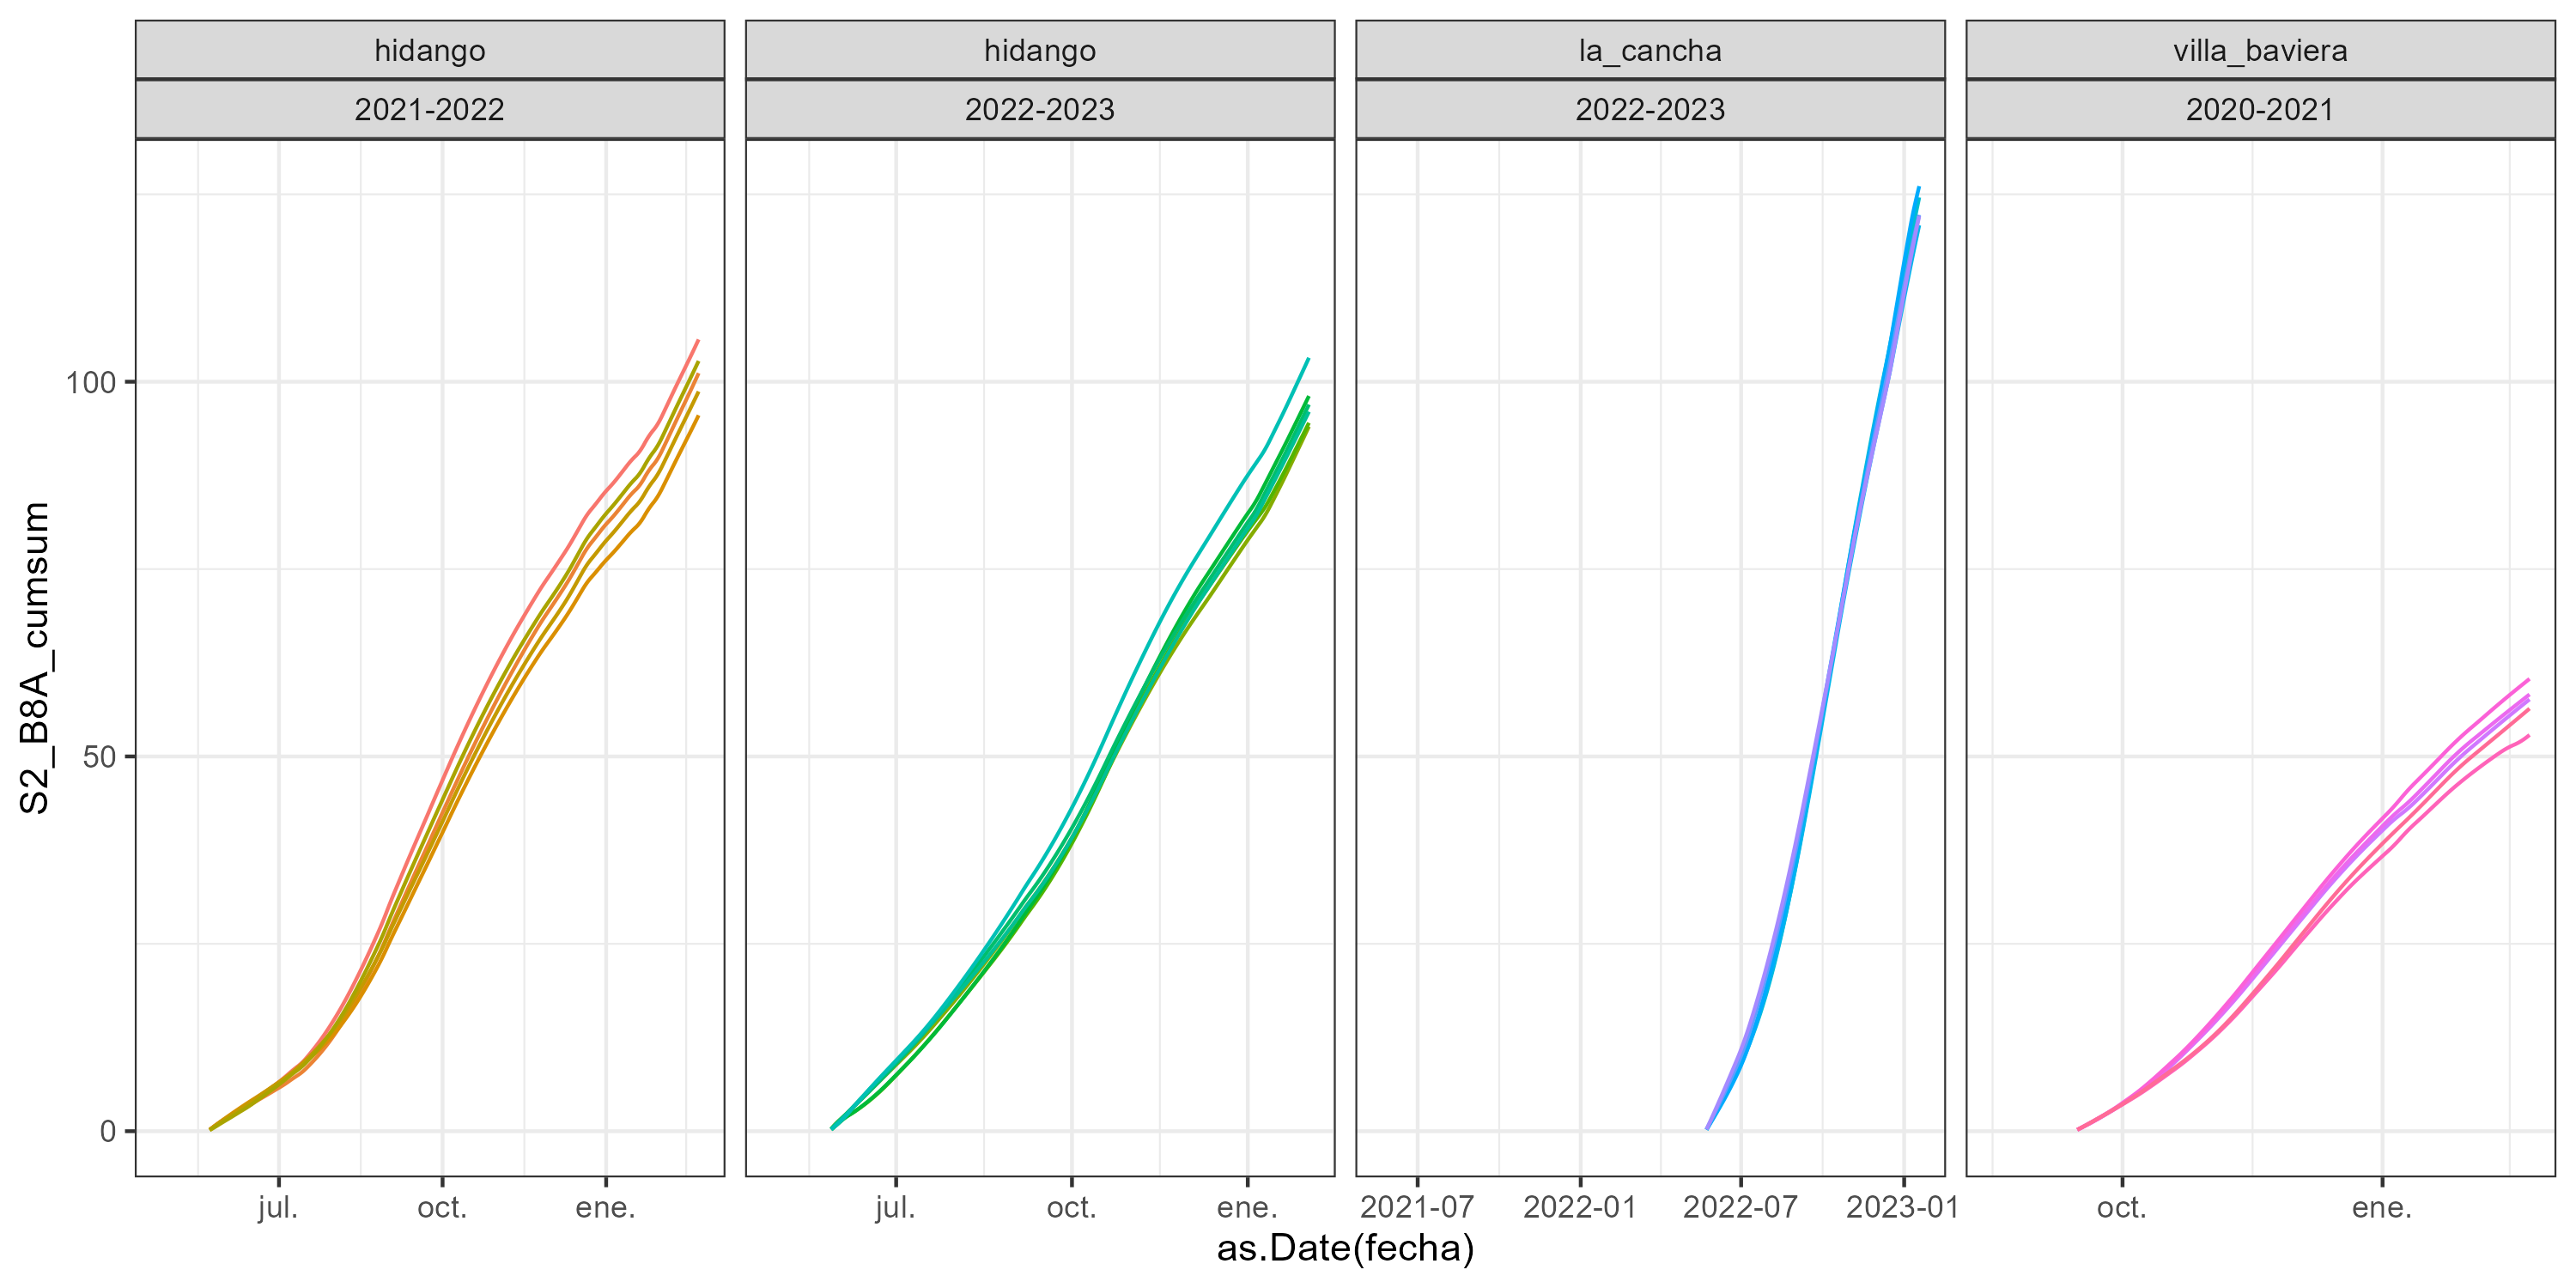 hidango
hidango
la_cancha
villa_baviera
2021-2022
2022-2023
2022-2023
2020-2021
S2_B8A_cumsum
100
50
0
jul.
oct.
ene.
jul.
oct.
ene.
2021-07
2022-01
2022-07
2023-01
oct.
ene.
as.Date(fecha)